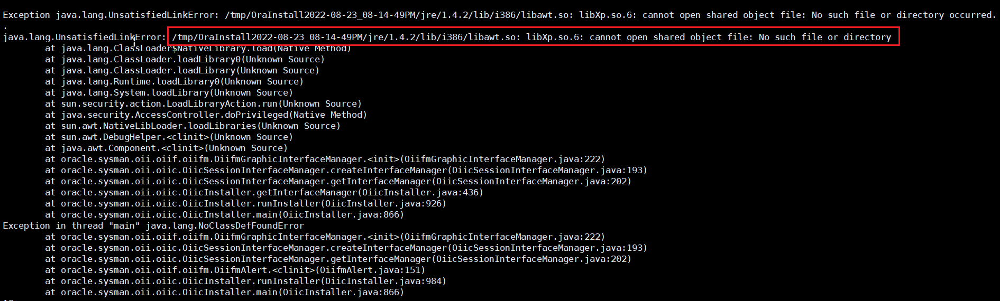 Exception java.lang.UnsatisfiedLinkError: /tmp/OraInstall2022-08-23_08-14-49PM/jre/1.4.2/lib/i386/libawt.so: libXp.so.6: cannot open shared object file: No such file or directory occurred.
.
java.lang.UnsatisfiedLinkError: /tmp/OraInstall2022-08-23_08-14-49PM/jre/1.4.2/lib/i386/libawt.so: libXp.so.6: cannot open shared object file: No such file or directory
        at java.lang.ClassLoader$NativeLibrary.load(Native Method)
        at java.lang.ClassLoader.loadLibrary0(Unknown Source)
        at java.lang.ClassLoader.loadLibrary(Unknown Source)
        at java.lang.Runtime.loadLibrary0(Unknown Source)
        at java.lang.System.loadLibrary(Unknown Source)
        at sun.security.action.LoadLibraryAction.run(Unknown Source)
        at java.security.AccessController.doPrivileged(Native Method)
        at sun.awt.NativeLibLoader.loadLibraries(Unknown Source)
        at sun.awt.DebugHelper.<clinit>(Unknown Source)
        at java.awt.Component.<clinit>(Unknown Source)
        at oracle.sysman.oii.oiif.oiifm.OiifmGraphicInterfaceManager.<init>(OiifmGraphicInterfaceManager.java:222)
        at oracle.sysman.oii.oiic.OiicSessionInterfaceManager.createInterfaceManager(OiicSessionInterfaceManager.java:193)
        at oracle.sysman.oii.oiic.OiicSessionInterfaceManager.getInterfaceManager(OiicSessionInterfaceManager.java:202)
        at oracle.sysman.oii.oiic.OiicInstaller.getInterfaceManager(OiicInstaller.java:436)
        at oracle.sysman.oii.oiic.OiicInstaller.runInstaller(OiicInstaller.java:926)
        at oracle.sysman.oii.oiic.OiicInstaller.main(OiicInstaller.java:866)
Exception in thread "main" java.lang.NoClassDefFoundError
        at oracle.sysman.oii.oiif.oiifm.OiifmGraphicInterfaceManager.<init>(OiifmGraphicInterfaceManager.java:222)
        at oracle.sysman.oii.oiic.OiicSessionInterfaceManager.createInterfaceManager(OiicSessionInterfaceManager.java:193)
        at oracle.sysman.oii.oiic.OiicSessionInterfaceManager.getInterfaceManager(OiicSessionInterfaceManager.java:202)
        at oracle.sysman.oii.oiif.oiifm.OiifmAlert.<clinit>(OiifmAlert.java:151)
        at oracle.sysman.oii.oiic.OiicInstaller.runInstaller(OiicInstaller.java:984)
        at oracle.sysman.oii.oiic.OiicInstaller.main(OiicInstaller.java:866)